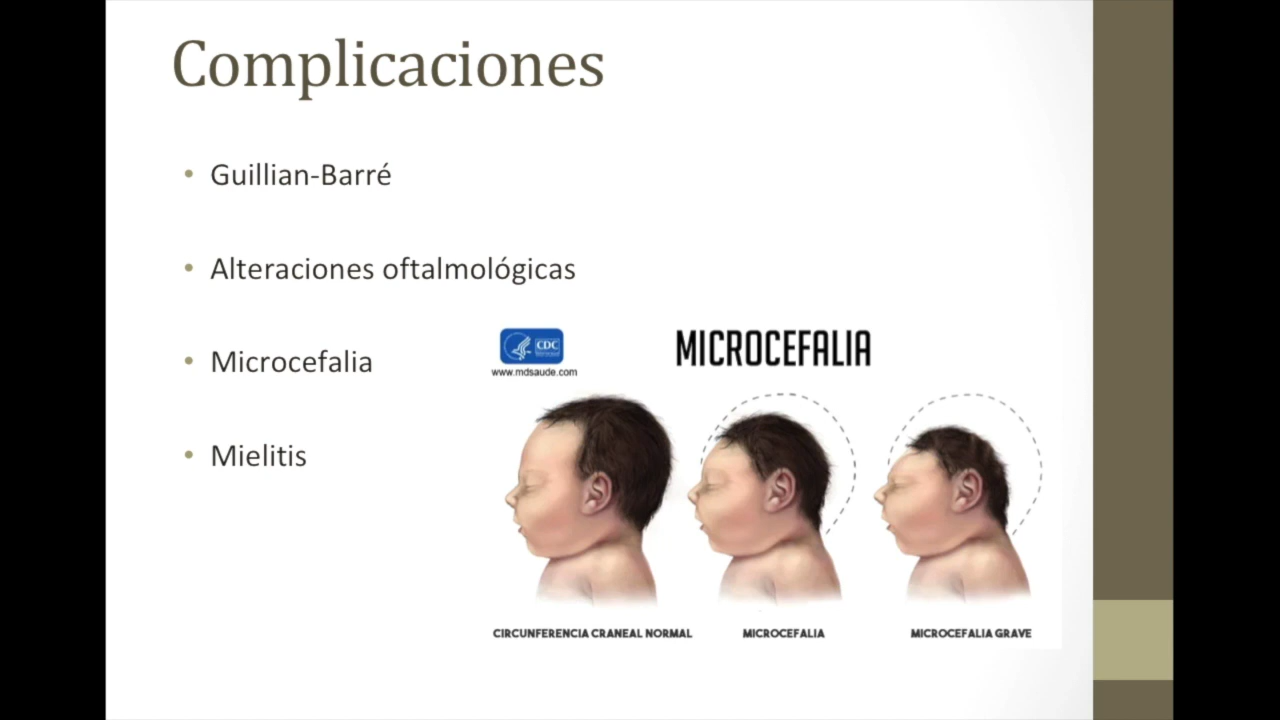 Complicaciones
• Guillian-Barré
• Alteraciones oftalmológicas
• Microcefalia
• Mielitis
CDC
www.mdsaude.com
MICROCEFALIA
CIRCUNFERENCIA CRANEAL NORMAL
MICROCEFALIA
MICROCEFALIA GRAVE